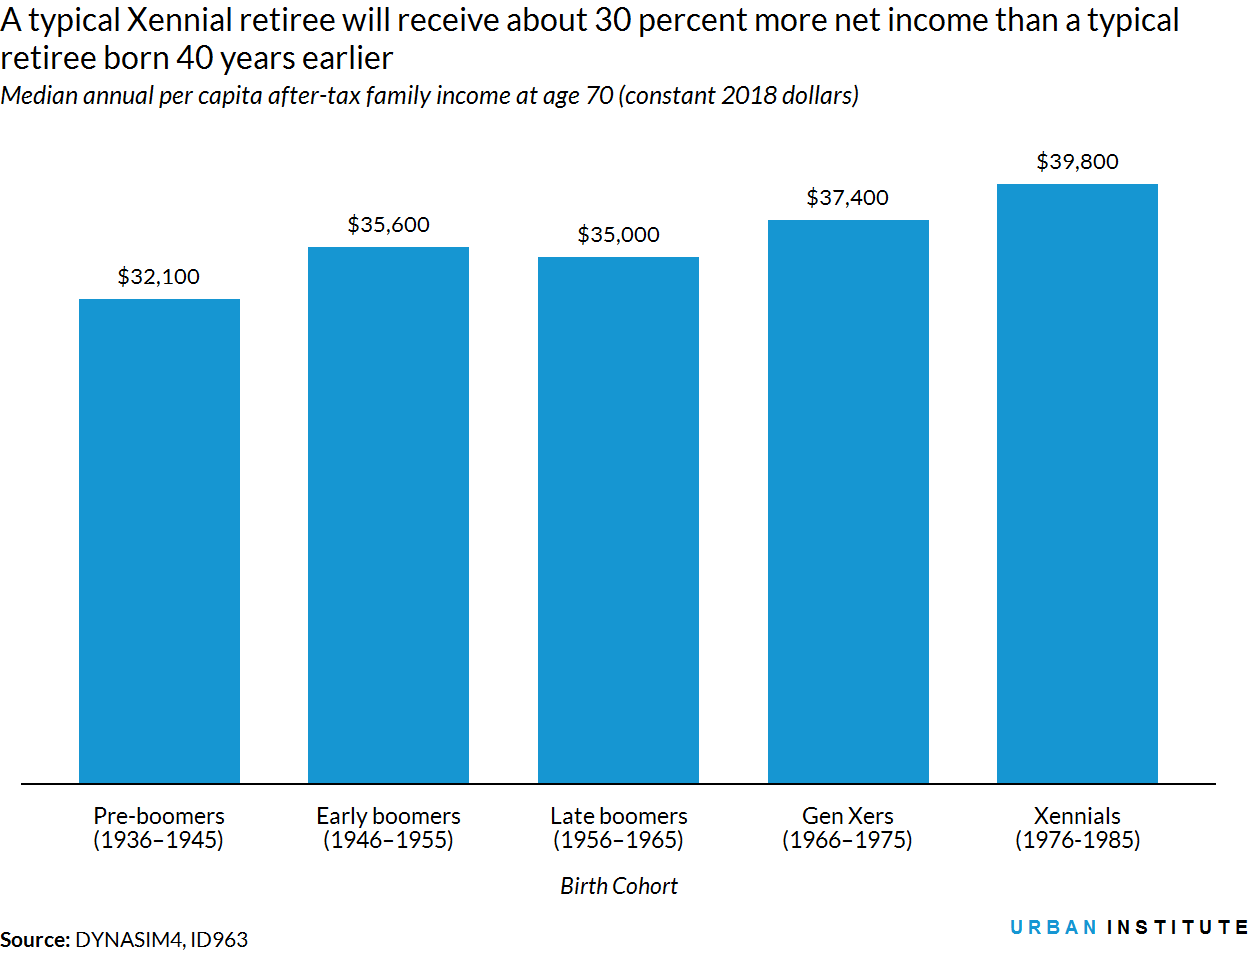 A typical Xennial retiree will receive about 30 percent more net income than a typical
retiree born 40 years earlier
Median annual per capita after-tax family income at age 70 (constant 2018 dollars)
$32,100
$35,600
$35,000
$37,400
$39,800
Pre-boomers
(1936–1945)
Early boomers
(1946–1955)
Late boomers
(1956–1965)
Gen Xers
(1966–1975)
Xennials
(1976-1985)
Birth Cohort
URBAN INSTITUTE
Source: DYNASIM4, ID963